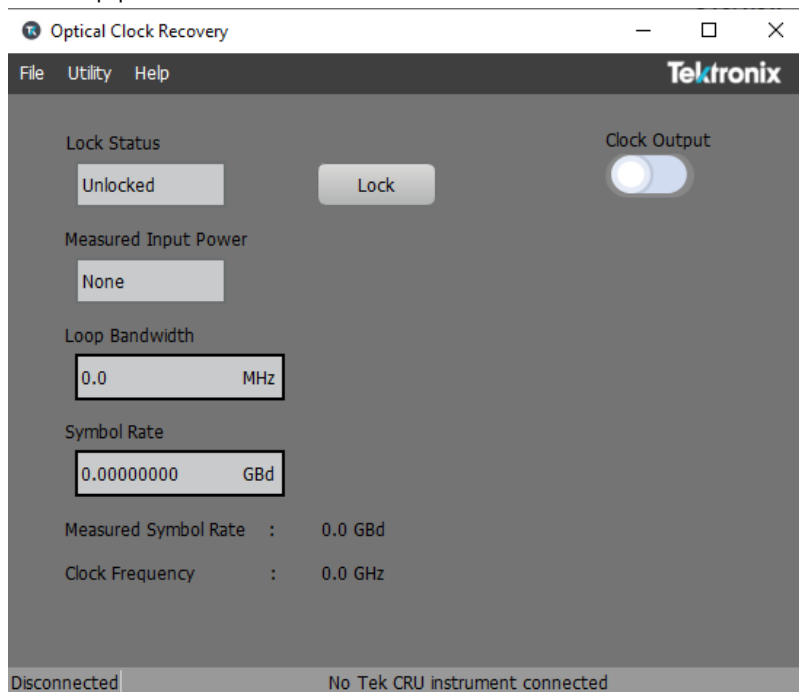 Optical Clock Recovery
File Utility Help Tektronix
Lock Status
Clock Output
Unlocked
Lock
Measured Input Power
None
Loop Bandwidth
0.0 MHz
Symbol Rate
0.00000000 GBd
Measured Symbol Rate : 0.0 GBd
Clock Frequency : 0.0 GHz
Disconnected No Tek CRU instrument connected